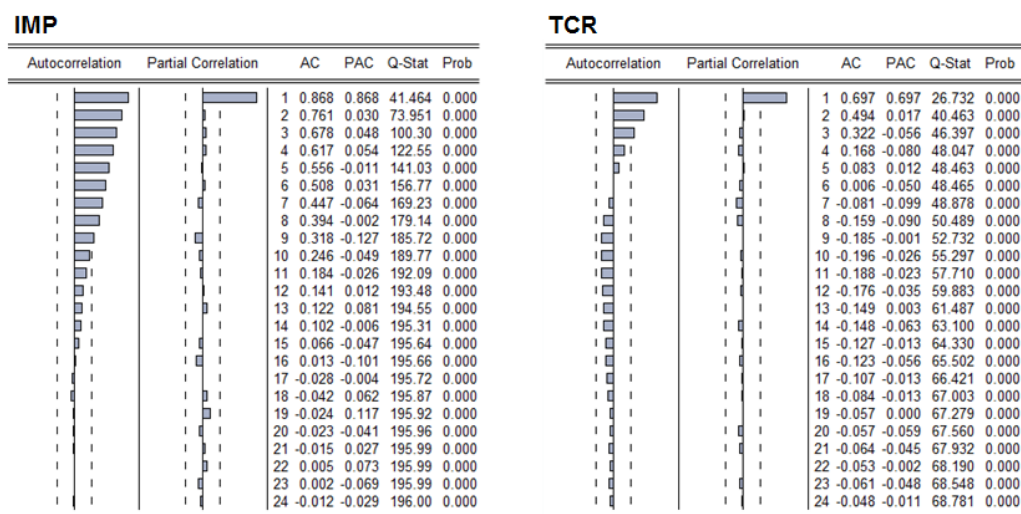 IMP
Autocorrelation Partial Correlation AC PAC Q-Stat Prob
1 0.868 0.868 41.464 0.000
2 0.761 0.030 73.951 0.000
3 0.678 0.048 100.30 0.000
4 0.617 0.054 122.55 0.000
5 0.556 -0.011 141.03 0.000
6 0.508 0.031 156.77 0.000
7 0.447 -0.064 169.23 0.000
8 0.394 -0.002 179.14 0.000
9 0.318 -0.127 185.72 0.000
10 0.246 -0.049 189.77 0.000
11 0.184 -0.026 192.09 0.000
12 0.141 0.012 193.48 0.000
13 0.122 0.081 194.55 0.000
14 0.102 -0.006 195.31 0.000
15 0.066 -0.047 195.64 0.000
16 0.013 -0.101 195.66 0.000
17 -0.028 -0.004 195.72 0.000
18 -0.042 0.062 195.87 0.000
19 -0.024 0.117 195.92 0.000
20 -0.023 -0.041 195.96 0.000
21 -0.015 0.027 195.99 0.000
22 0.005 0.073 195.99 0.000
23 0.002 -0.069 195.99 0.000
24 -0.012 -0.029 196.00 0.000
TCR
Autocorrelation Partial Correlation AC PAC Q-Stat Prob
1 0.697 0.697 26.732 0.000
2 0.494 0.017 40.463 0.000
3 0.322 -0.056 46.397 0.000
4 0.168 -0.080 48.047 0.000
5 0.083 0.012 48.463 0.000
6 0.006 -0.050 48.465 0.000
7 -0.081 -0.099 48.878 0.000
8 -0.159 -0.090 50.489 0.000
9 -0.185 -0.001 52.732 0.000
10 -0.196 -0.026 55.297 0.000
11 -0.188 -0.023 57.710 0.000
12 -0.176 -0.035 59.883 0.000
13 -0.149 0.003 61.487 0.000
14 -0.148 -0.063 63.100 0.000
15 -0.127 -0.013 64.330 0.000
16 -0.123 -0.056 65.502 0.000
17 -0.107 -0.013 66.421 0.000
18 -0.084 -0.013 67.003 0.000
19 -0.057 0.000 67.279 0.000
20 -0.057 -0.059 67.560 0.000
21 -0.064 -0.045 67.932 0.000
22 -0.053 -0.002 68.190 0.000
23 -0.061 -0.048 68.548 0.000
24 -0.048 -0.011 68.781 0.000